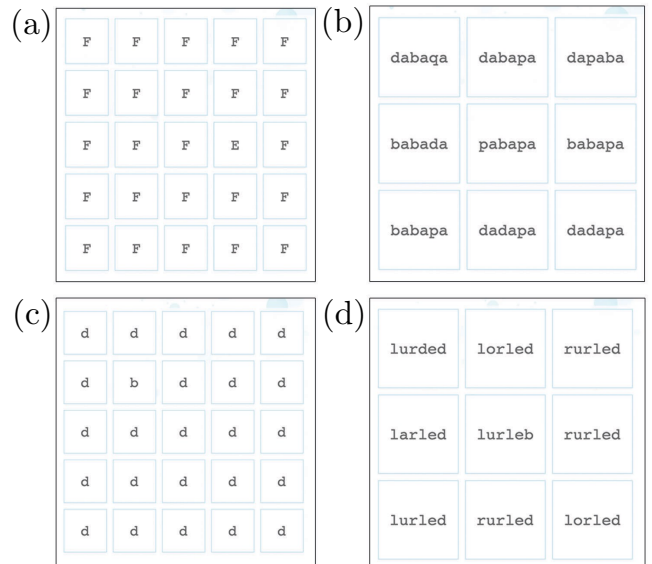 (a)
F F F F F
F F F F F
F F F E F
F F F F F
F F F F F
(b)
dabaqa dabapa dapaba
babada pabapa babapa
babapa dadapa dadapa
(c)
d d d d d
d b d d d
d d d d d
d d d d d
d d d d d
(d)
lurded lorled rurled
larled lurleb rurled
lurled rurled lorled